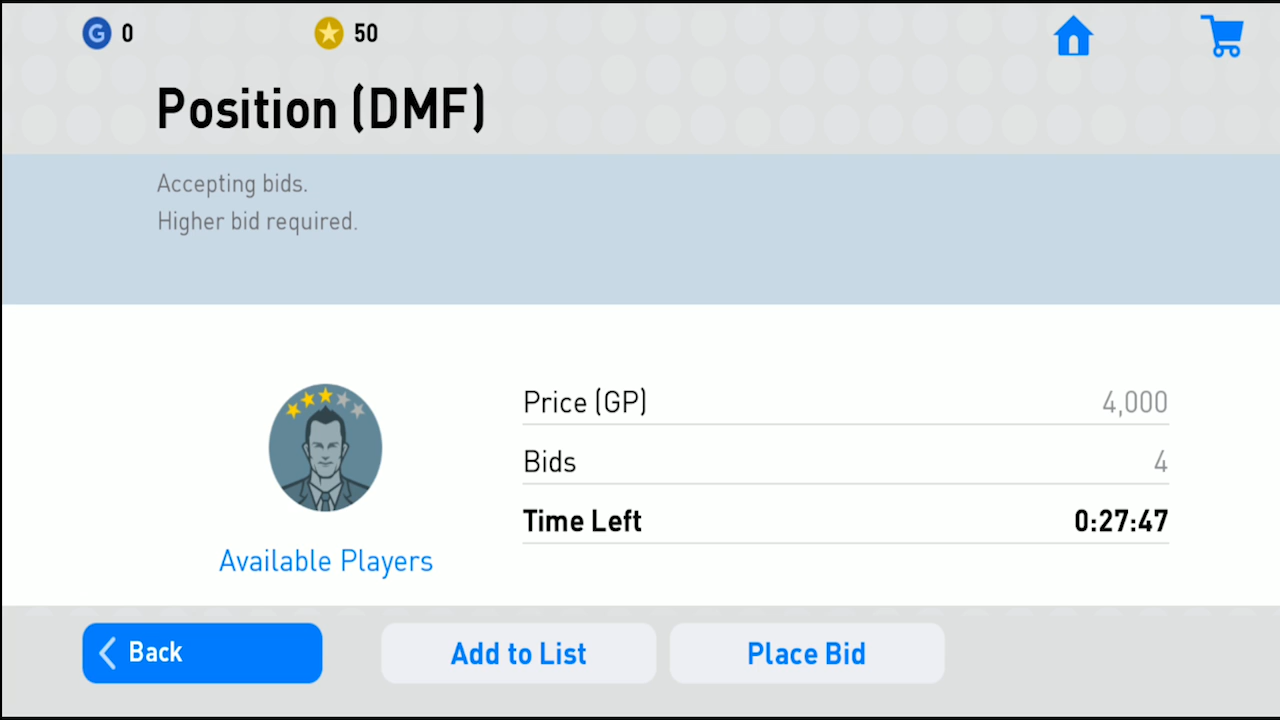 G 0
50
Position (DMF)
Accepting bids.
Higher bid required.
Price (GP) 4,000
Bids 4
Time Left 0:27:47
Available Players
Back
Add to List
Place Bid